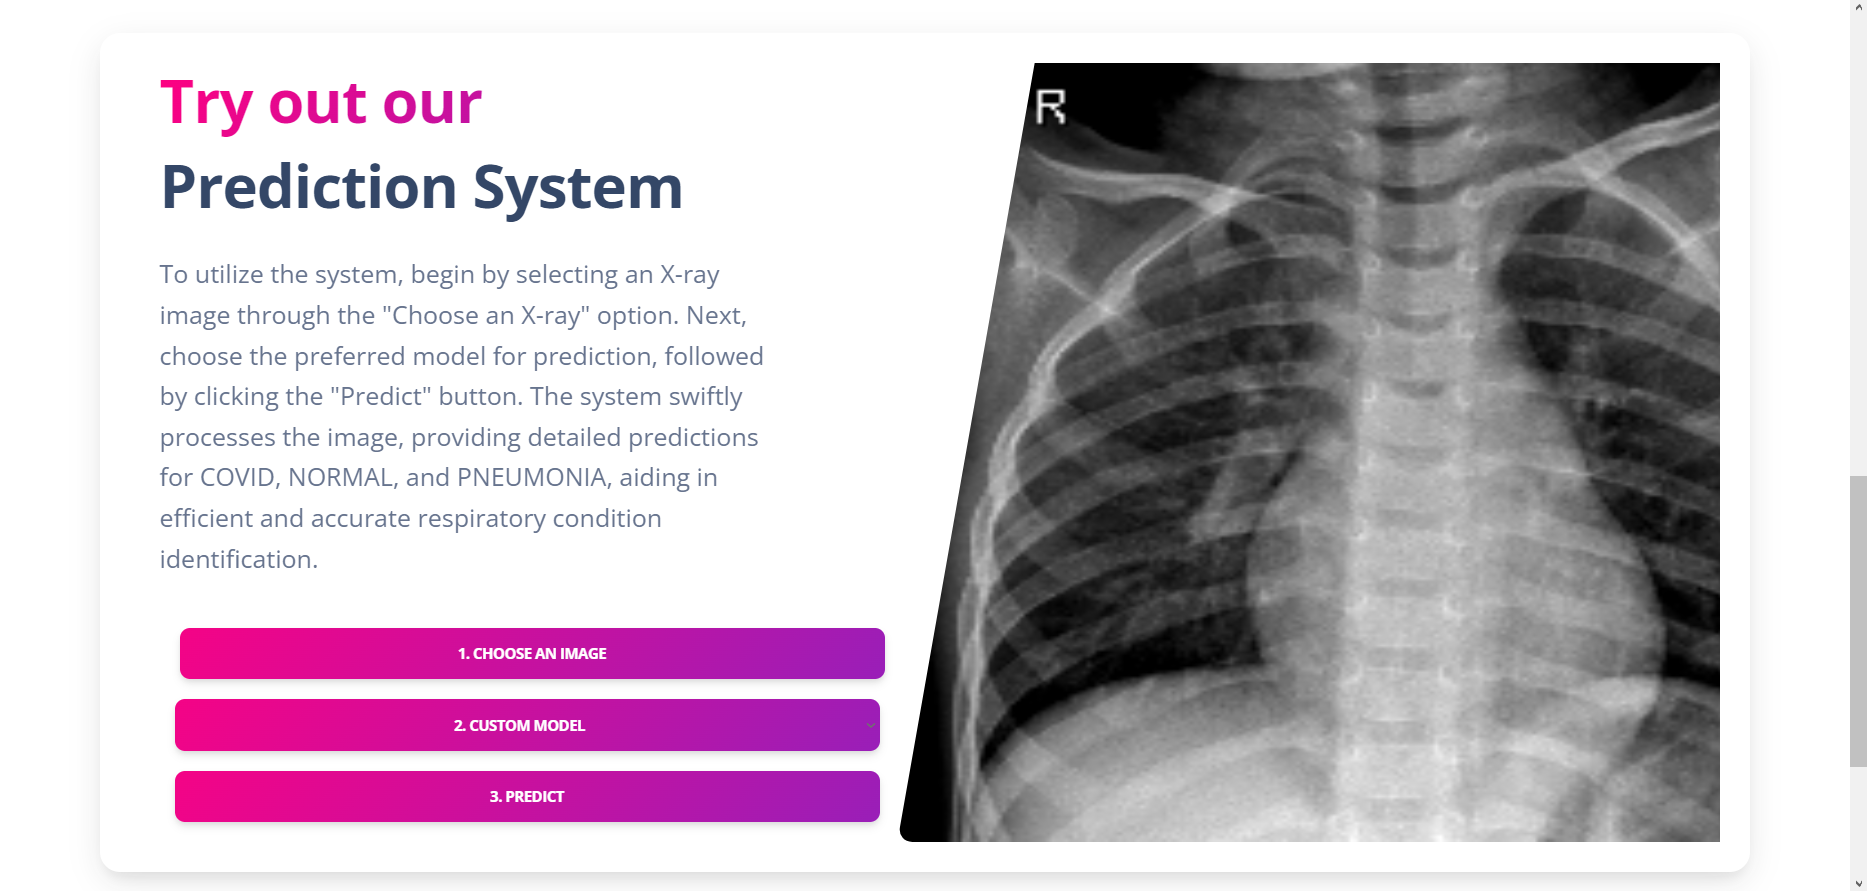 Try out our
Prediction System
To utilize the system, begin by selecting an X-ray
image through the "Choose an X-ray" option. Next,
choose the preferred model for prediction, followed
by clicking the "Predict" button. The system swiftly
processes the image, providing detailed predictions
for COVID, NORMAL, and PNEUMONIA, aiding in
efficient and accurate respiratory condition
identification.
1. CHOOSE AN IMAGE
2. CUSTOM MODEL
3. PREDICT
R